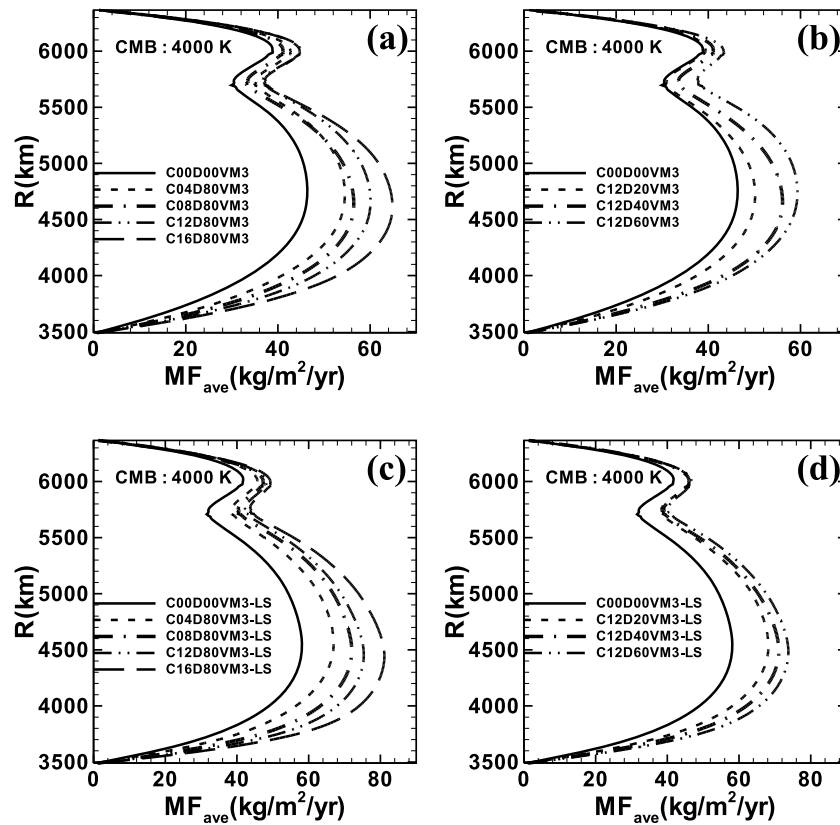 (a)
CMB : 4000 K
R(km)
6000
5500
5000
4500
4000
3500
C00D00VM3
C04D80VM3
C08D80VM3
C12D80VM3
C16D80VM3
0 20 40 60
MFave(kg/m2/yr)
(b)
CMB : 4000 K
R(km)
6000
5500
5000
4500
4000
3500
C00D00VM3
C12D20VM3
C12D40VM3
C12D60VM3
0 20 40 60
MFave(kg/m2/yr)
(c)
CMB : 4000 K
R(km)
6000
5500
5000
4500
4000
3500
C00D00VM3-LS
C04D80VM3-LS
C08D80VM3-LS
C12D80VM3-LS
C16D80VM3-LS
0 20 40 60 80
MFave(kg/m2/yr)
(d)
CMB : 4000 K
R(km)
6000
5500
5000
4500
4000
3500
C00D00VM3-LS
C12D20VM3-LS
C12D40VM3-LS
C12D60VM3-LS
0 20 40 60 80
MFave(kg/m2/yr)